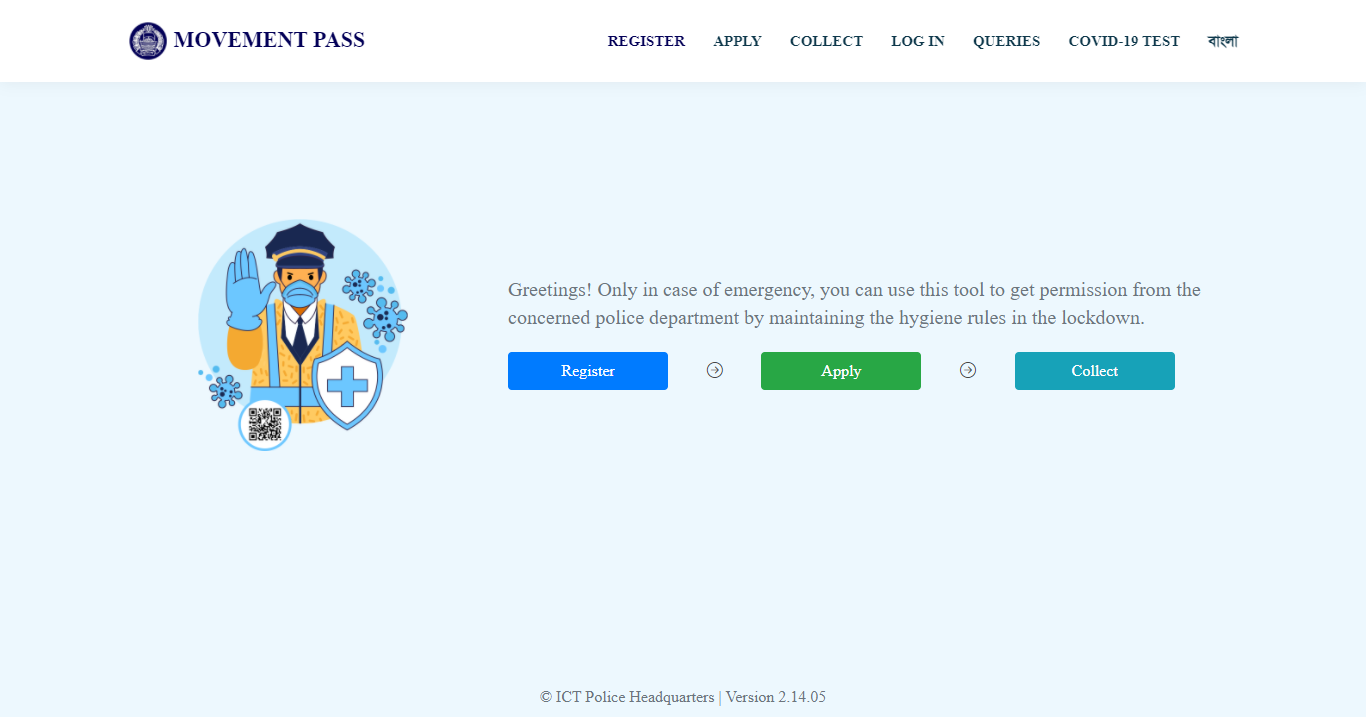 MOVEMENT PASS
REGISTER APPLY COLLECT LOG IN QUERIES COVID-19 TEST বাংলা
Greetings! Only in case of emergency, you can use this tool to get permission from the
concerned police department by maintaining the hygiene rules in the lockdown.
Register Apply Collect
© ICT Police Headquarters | Version 2.14.05